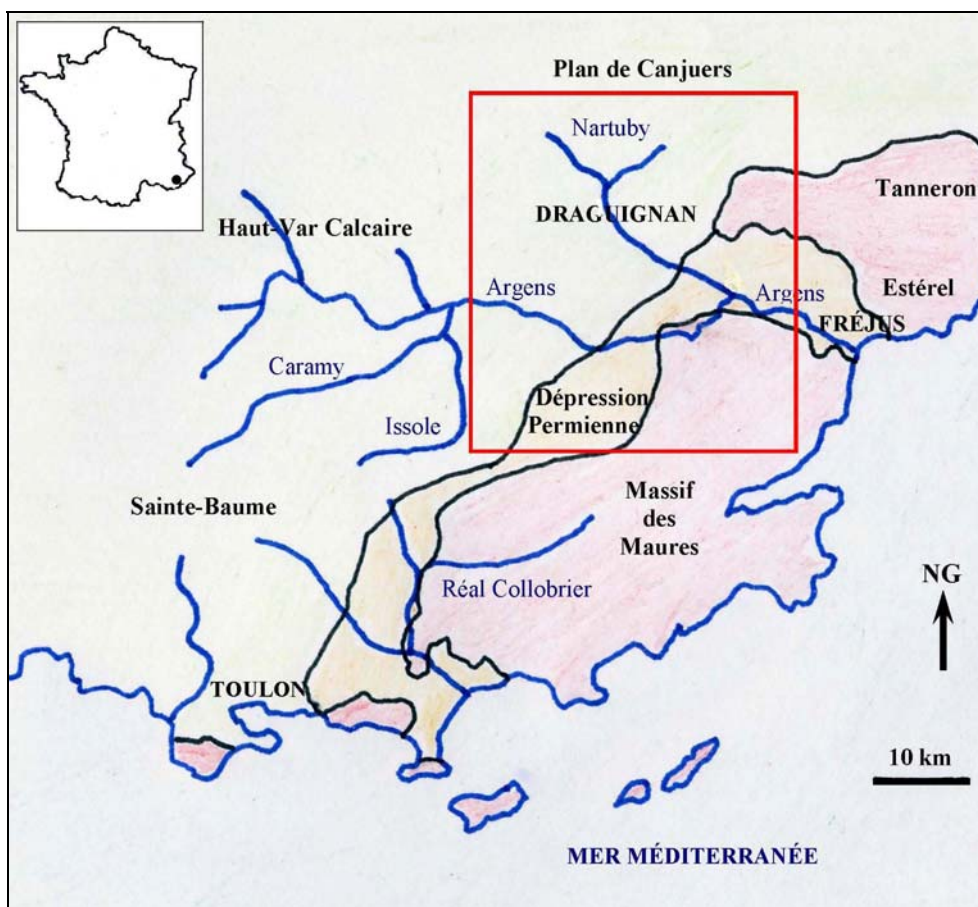 Plan de Canjuers
Nartuby
Tanneron
DRAGUIGNAN
Haut-Var Calcaire
Argens
Argens
Estérel
FRÉJUS
Caramy
Dépression
Permienne
Issole
Sainte-Baume
Massif
des
Maures
NG
Réal Collobrier
TOULON
10 km
MER MÉDITERRANÉE